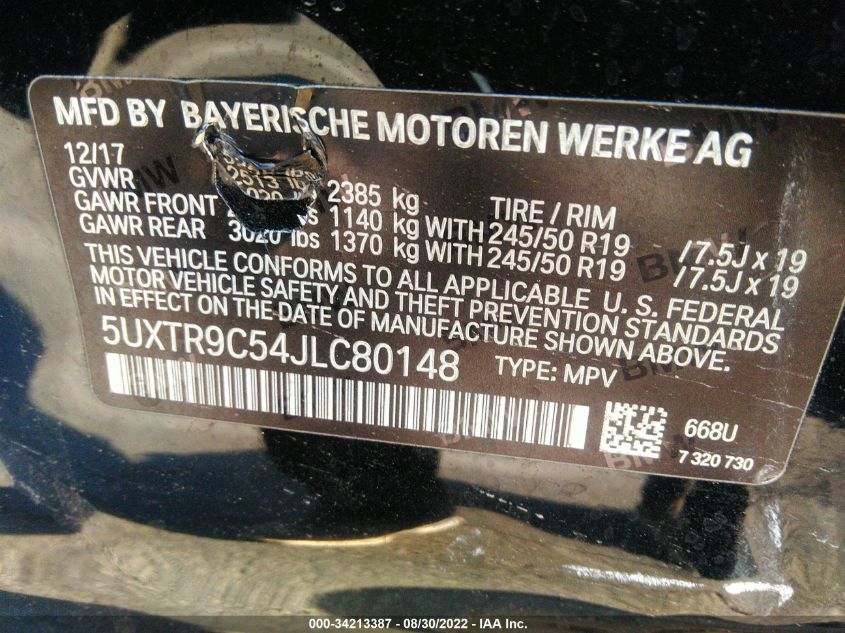 MFD BY BAYERISCHE MOTOREN WERKE AG
12/17
GVWR 2385 kg TIRE / RIM
GAWR FRONT 2513 lbs 1140 kg WITH 245/50 R19 /7.5J x 19
GAWR REAR 3020 lbs 1370 kg WITH 245/50 R19 /7.5J x 19
THIS VEHICLE CONFORMS TO ALL APPLICABLE U. S. FEDERAL
MOTOR VEHICLE SAFETY AND THEFT PREVENTION STANDARDS
IN EFFECT ON THE DATE OF MANUFACTURE SHOWN ABOVE.
5UXTR9C54JLC80148 TYPE: MPV
668U
7 320 730
000-34213387 - 08/30/2022 - IAA Inc.